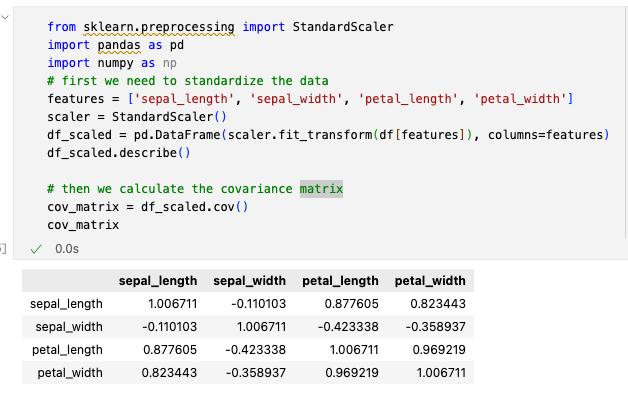 from sklearn.preprocessing import StandardScaler
import pandas as pd
import numpy as np
# first we need to standardize the data
features = ['sepal_length', 'sepal_width', 'petal_length', 'petal_width']
scaler = StandardScaler()
df_scaled = pd.DataFrame(scaler.fit_transform(df[features]), columns=features)
df_scaled.describe()
# then we calculate the covariance matrix
cov_matrix = df_scaled.cov()
cov_matrix
0.0s
sepal_length sepal_width petal_length petal_width
sepal_length 1.006711 -0.110103 0.877605 0.823443
sepal_width -0.110103 1.006711 -0.423338 -0.358937
petal_length 0.877605 -0.423338 1.006711 0.969219
petal_width 0.823443 -0.358937 0.969219 1.006711